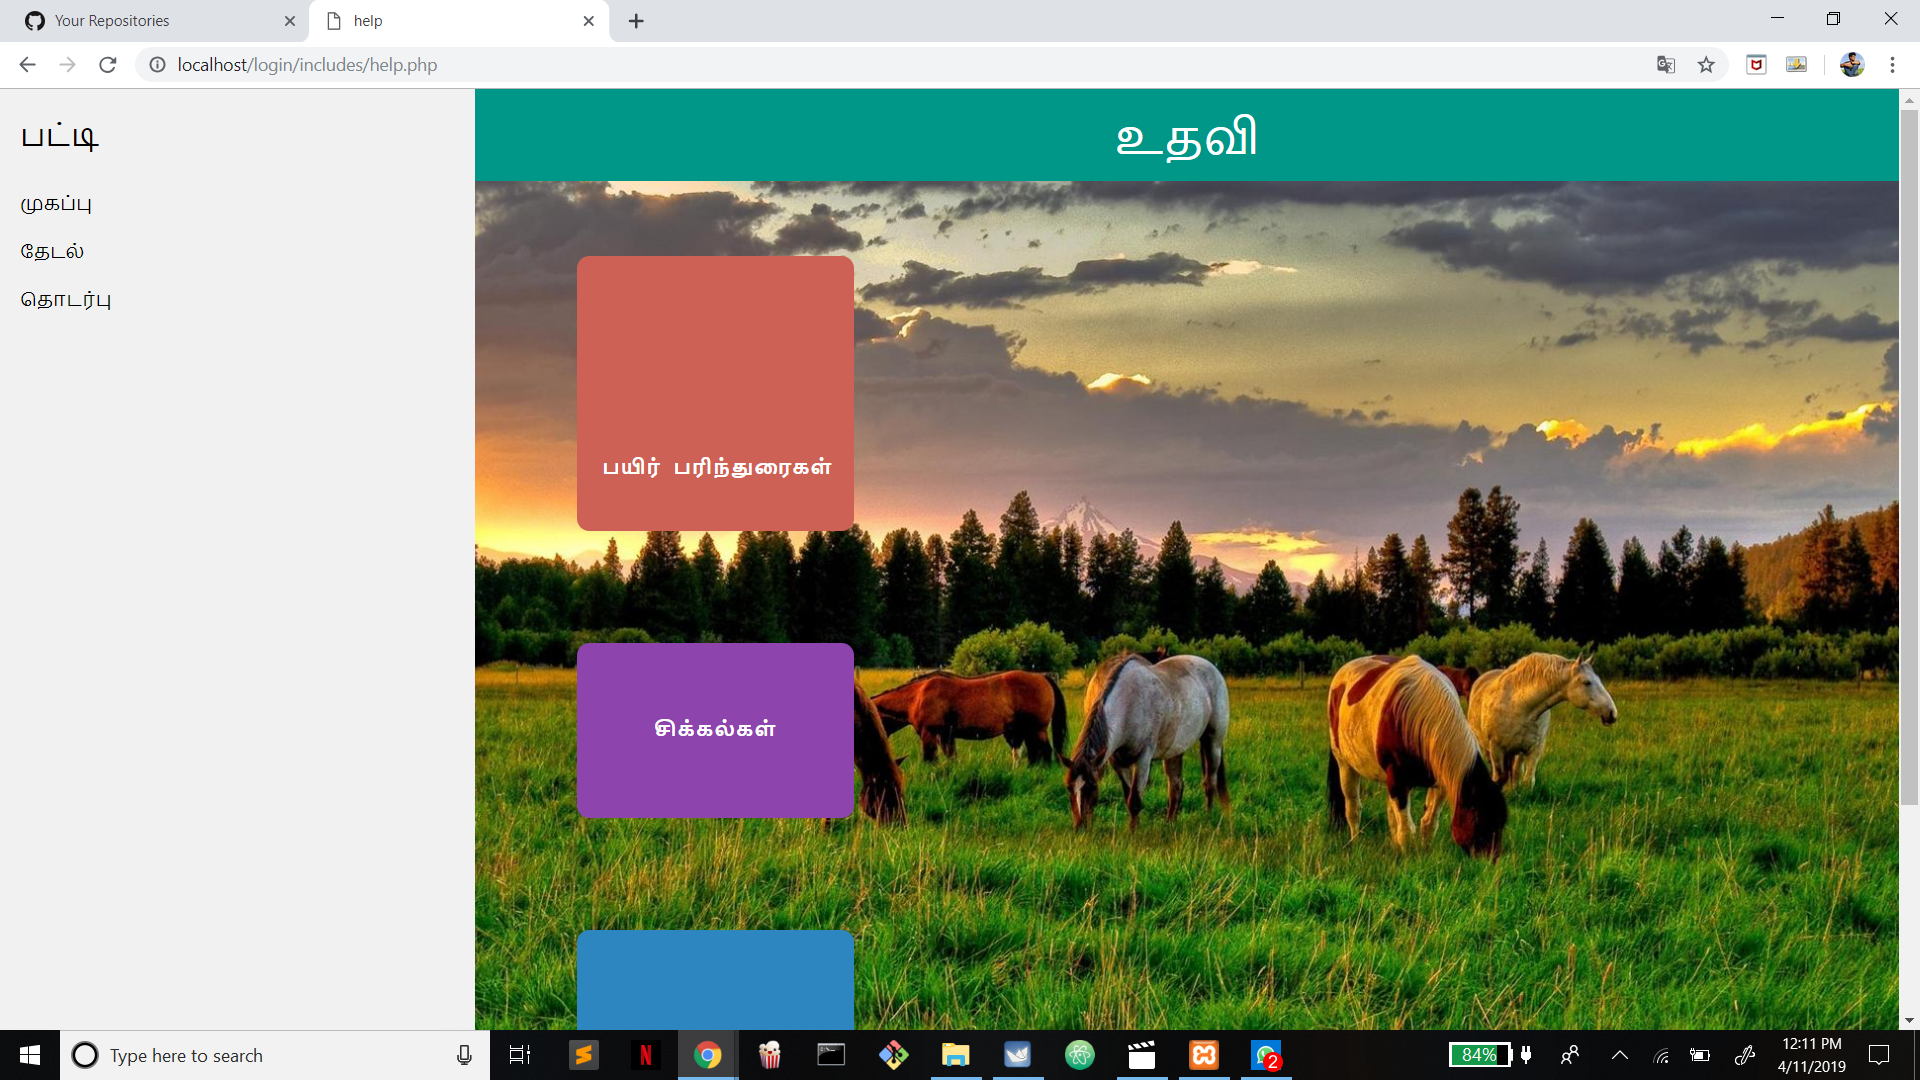 Your Repositories
help
localhost/login/includes/help.php
பட்டி
முகப்பு
தேடல்
தொடர்பு
உதவி
பயிர் பரிந்துரைகள்
சிக்கல்கள்
Type here to search
2
84%
12:11 PM
4/11/2019